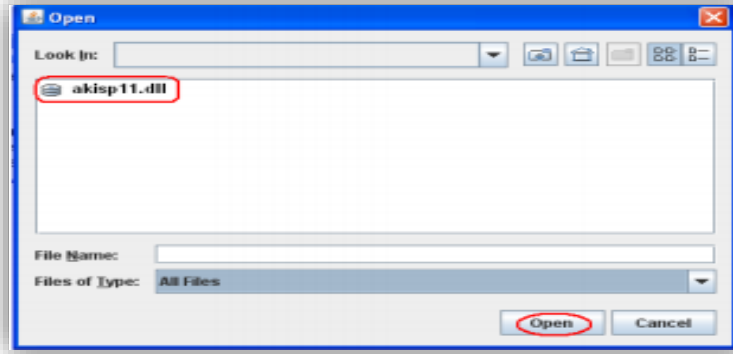 Open
Look In:
akisp11.dll
File Name:
Files of Type: All Files
Open Cancel